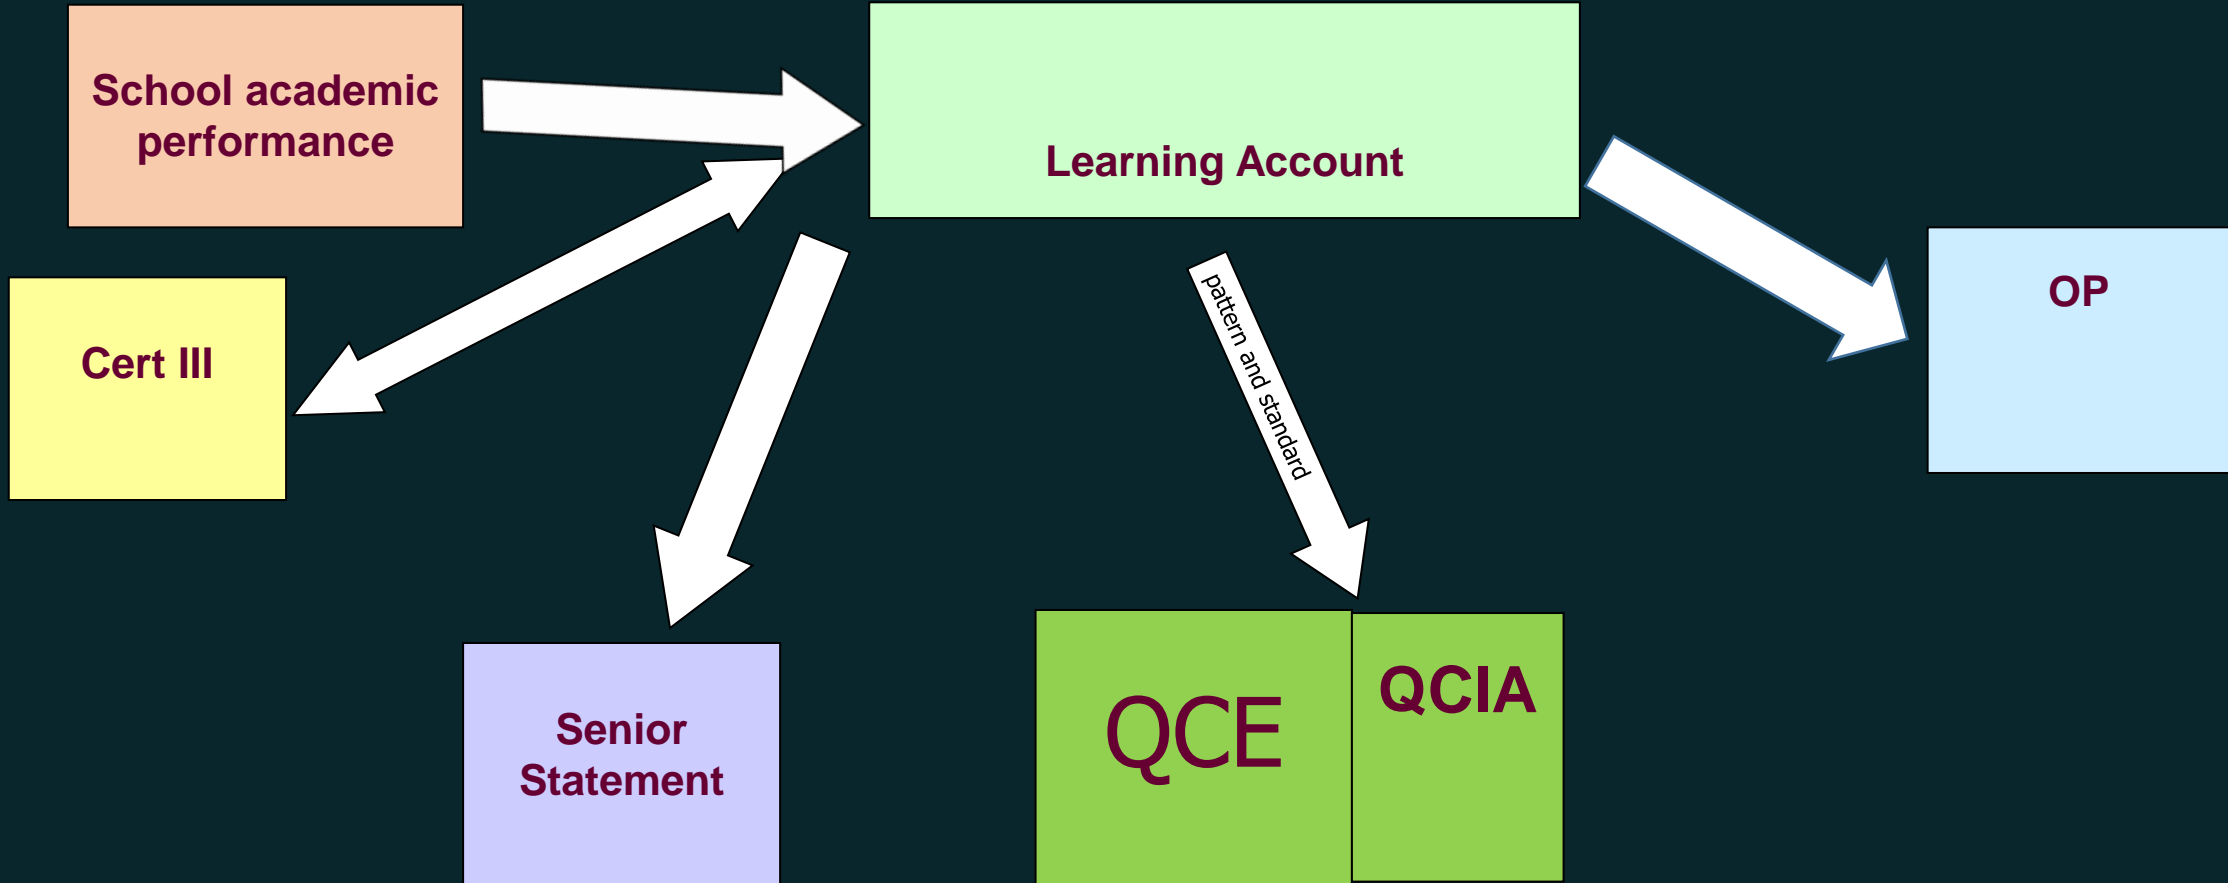 School academic
performance
Learning Account
OP
Cert III
pattern and standard
Senior
Statement
QCE
QCIA